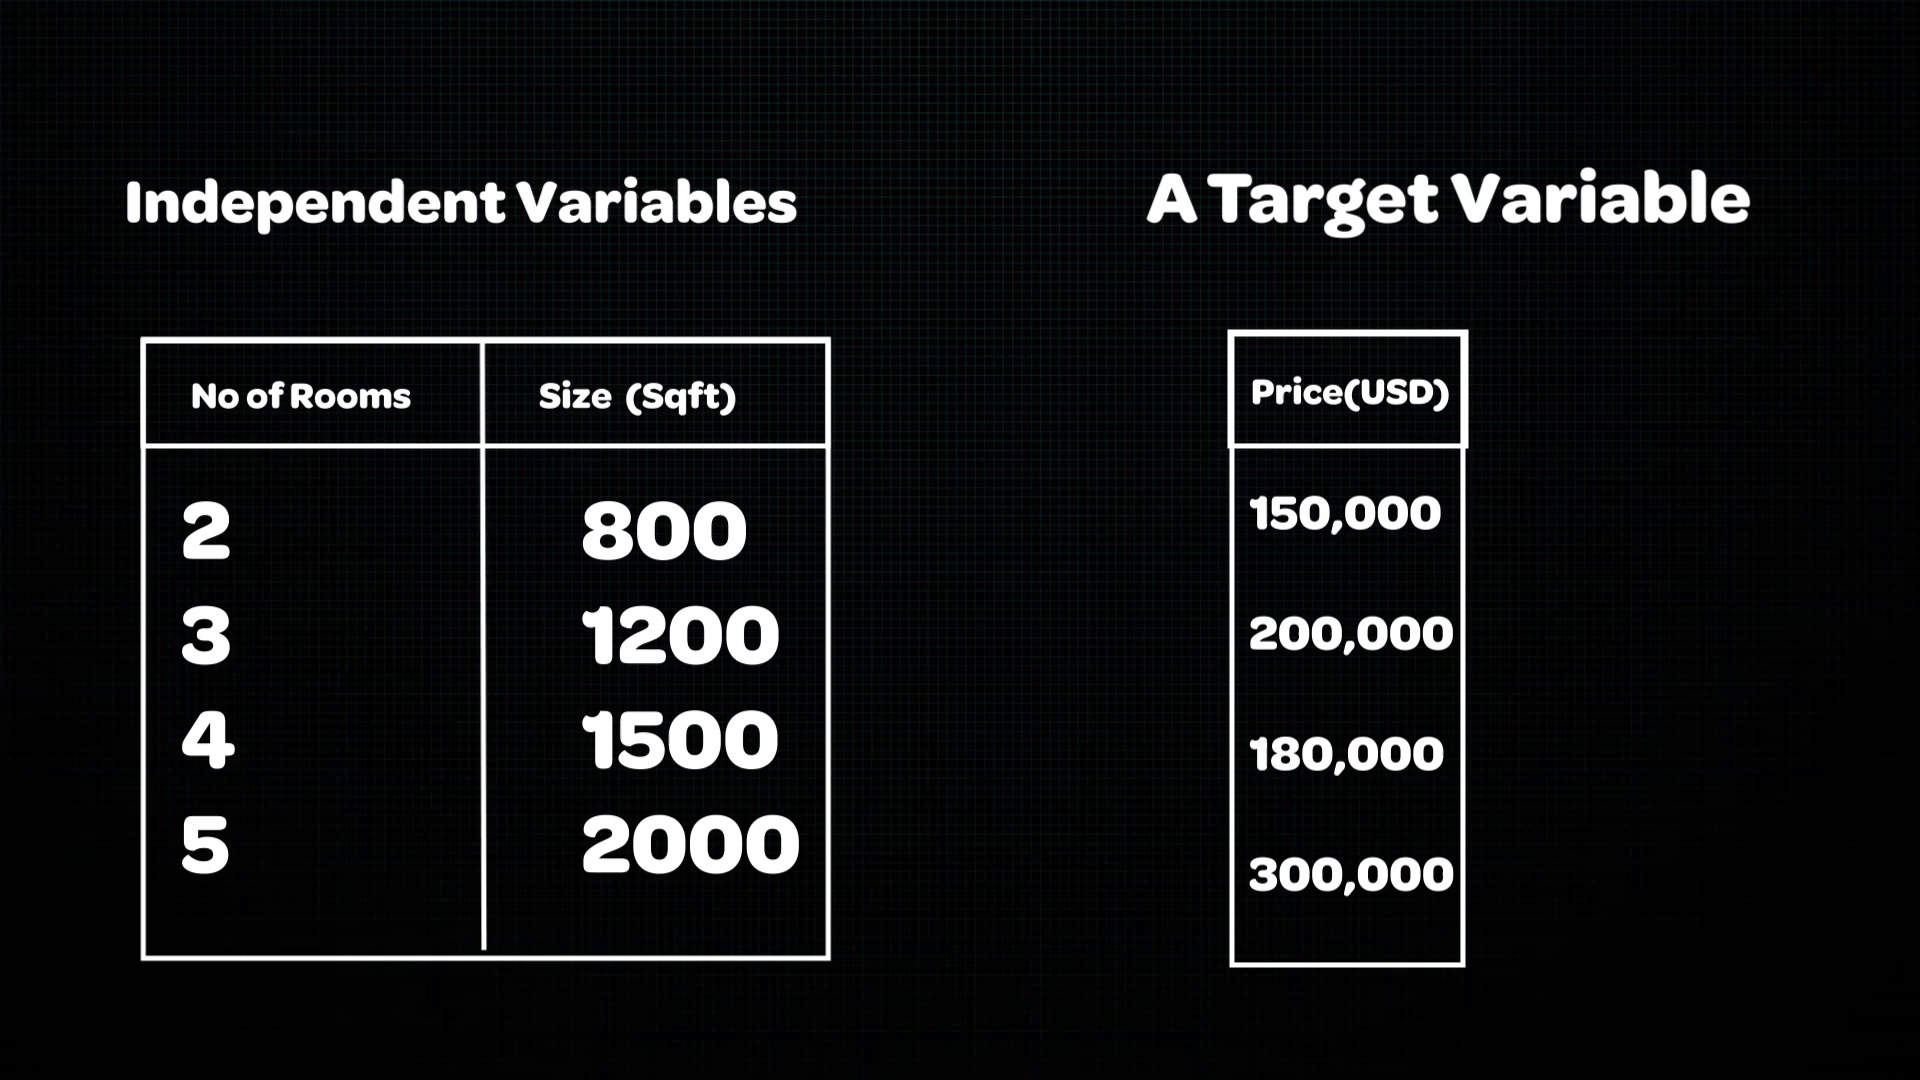 Independent Variables
A Target Variable
No of Rooms Size (Sqft)
2 800
3 1200
4 1500
5 2000
Price(USD)
150,000
200,000
180,000
300,000